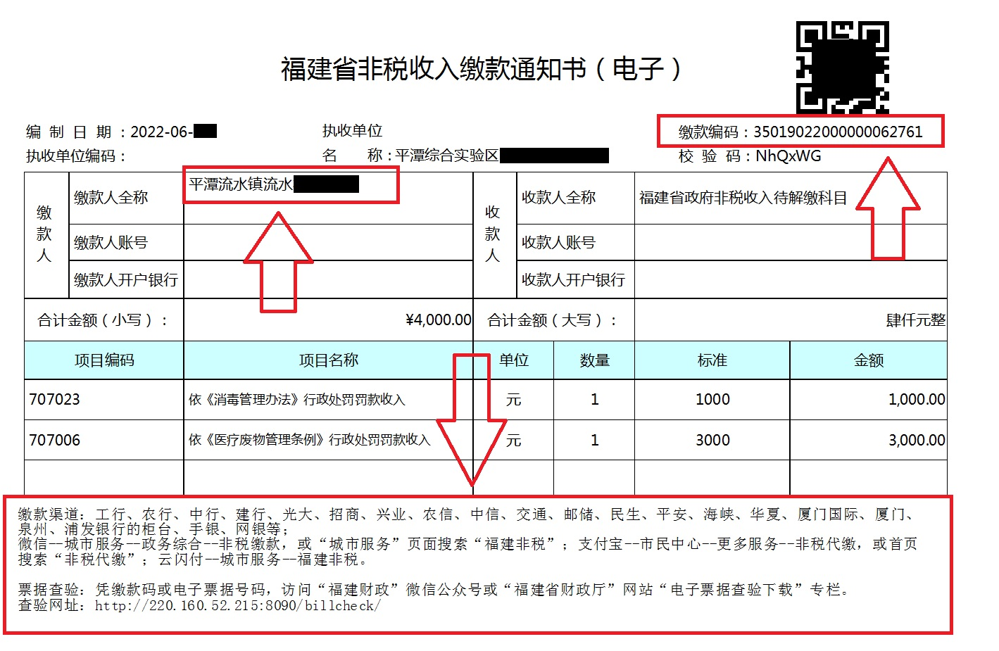 福建省非税收入缴款通知书（电子）
编 制 日 期 ：2022-06-
执收单位
缴款编码：35019022000000062761
执收单位编码：
名 称：平潭综合实验区
校 验 码：NhQxWG
缴款人
缴款人全称
平潭流水镇流水
收款人
收款人全称
福建省政府非税收入待解缴科目
缴款人账号
收款人账号
缴款人开户银行
收款人开户银行
合计金额（小写）：
¥4,000.00
合计金额（大写）：
肆仟元整
项目编码 项目名称 单位 数量 标准 金额
707023 依《消毒管理办法》行政处罚罚款收入 元 1 1000 1,000.00
707006 依《医疗废物管理条例》行政处罚罚款收入 元 1 3000 3,000.00
缴款渠道：工行、农行、中行、建行、光大、招商、兴业、农信、中信、交通、邮储、民生、平安、海峡、华夏、厦门国际、厦门、
泉州、浦发银行的柜台、手银、网银等；
微信--城市服务--政务综合--非税缴款，或“城市服务”页面搜索“福建非税”；支付宝--市民中心--更多服务--非税代缴，或首页
搜索“非税代缴”；云闪付--城市服务--福建非税。
票据查验：凭缴款码或电子票据号码，访问“福建财政”微信公众号或“福建省财政厅”网站“电子票据查验下载”专栏。
查验网址：http://220.160.52.215:8090/billcheck/